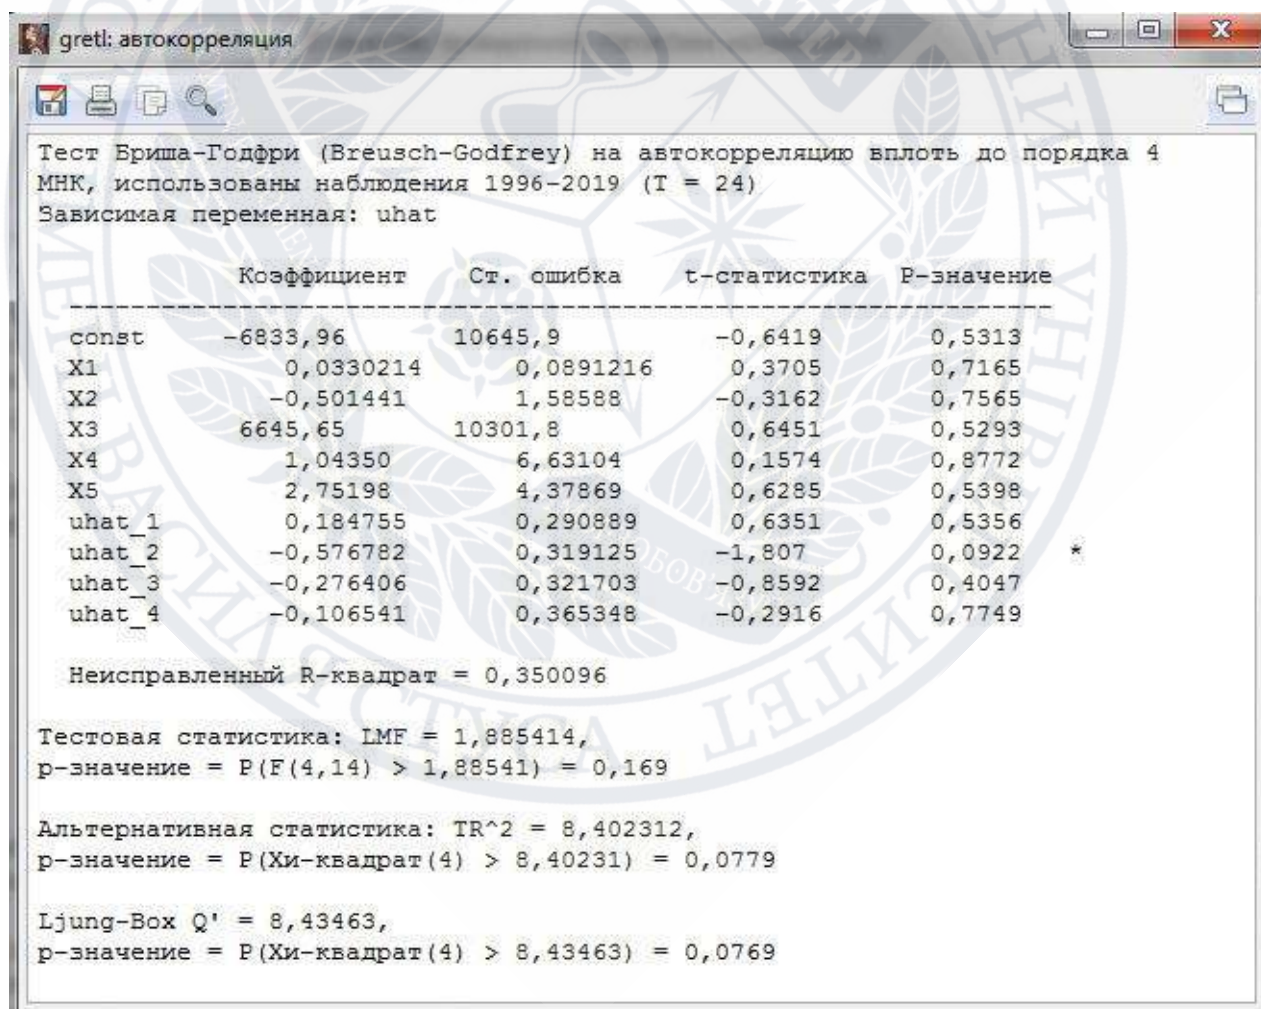 gretl: автокорреляция
Тест Бриша-Годфри (Breusch-Godfrey) на автокорреляцию вплоть до порядка 4
МНК, использованы наблюдения 1996-2019 (T = 24)
Зависимая переменная: uhat
Коэффициент Ст. ошибка t-статистика P-значение
const -6833,96 10645,9 -0,6419 0,5313
X1 0,0330214 0,0891216 0,3705 0,7165
X2 -0,501441 1,58588 -0,3162 0,7565
X3 6645,65 10301,8 0,6451 0,5293
X4 1,04350 6,63104 0,1574 0,8772
X5 2,75198 4,37869 0,6285 0,5398
uhat_1 0,184755 0,290889 0,6351 0,5356
uhat_2 -0,576782 0,319125 -1,807 0,0922 *
uhat_3 -0,276406 0,321703 -0,8592 0,4047
uhat_4 -0,106541 0,365348 -0,2916 0,7749
Неисправленный R-квадрат = 0,350096
Тестовая статистика: LMF = 1,885414,
р-значение = P(F(4,14) > 1,88541) = 0,169
Альтернативная статистика: TR^2 = 8,402312,
р-значение = P(Хи-квадрат(4) > 8,40231) = 0,0779
Ljung-Box Q' = 8,43463,
р-значение = P(Хи-квадрат(4) > 8,43463) = 0,0769